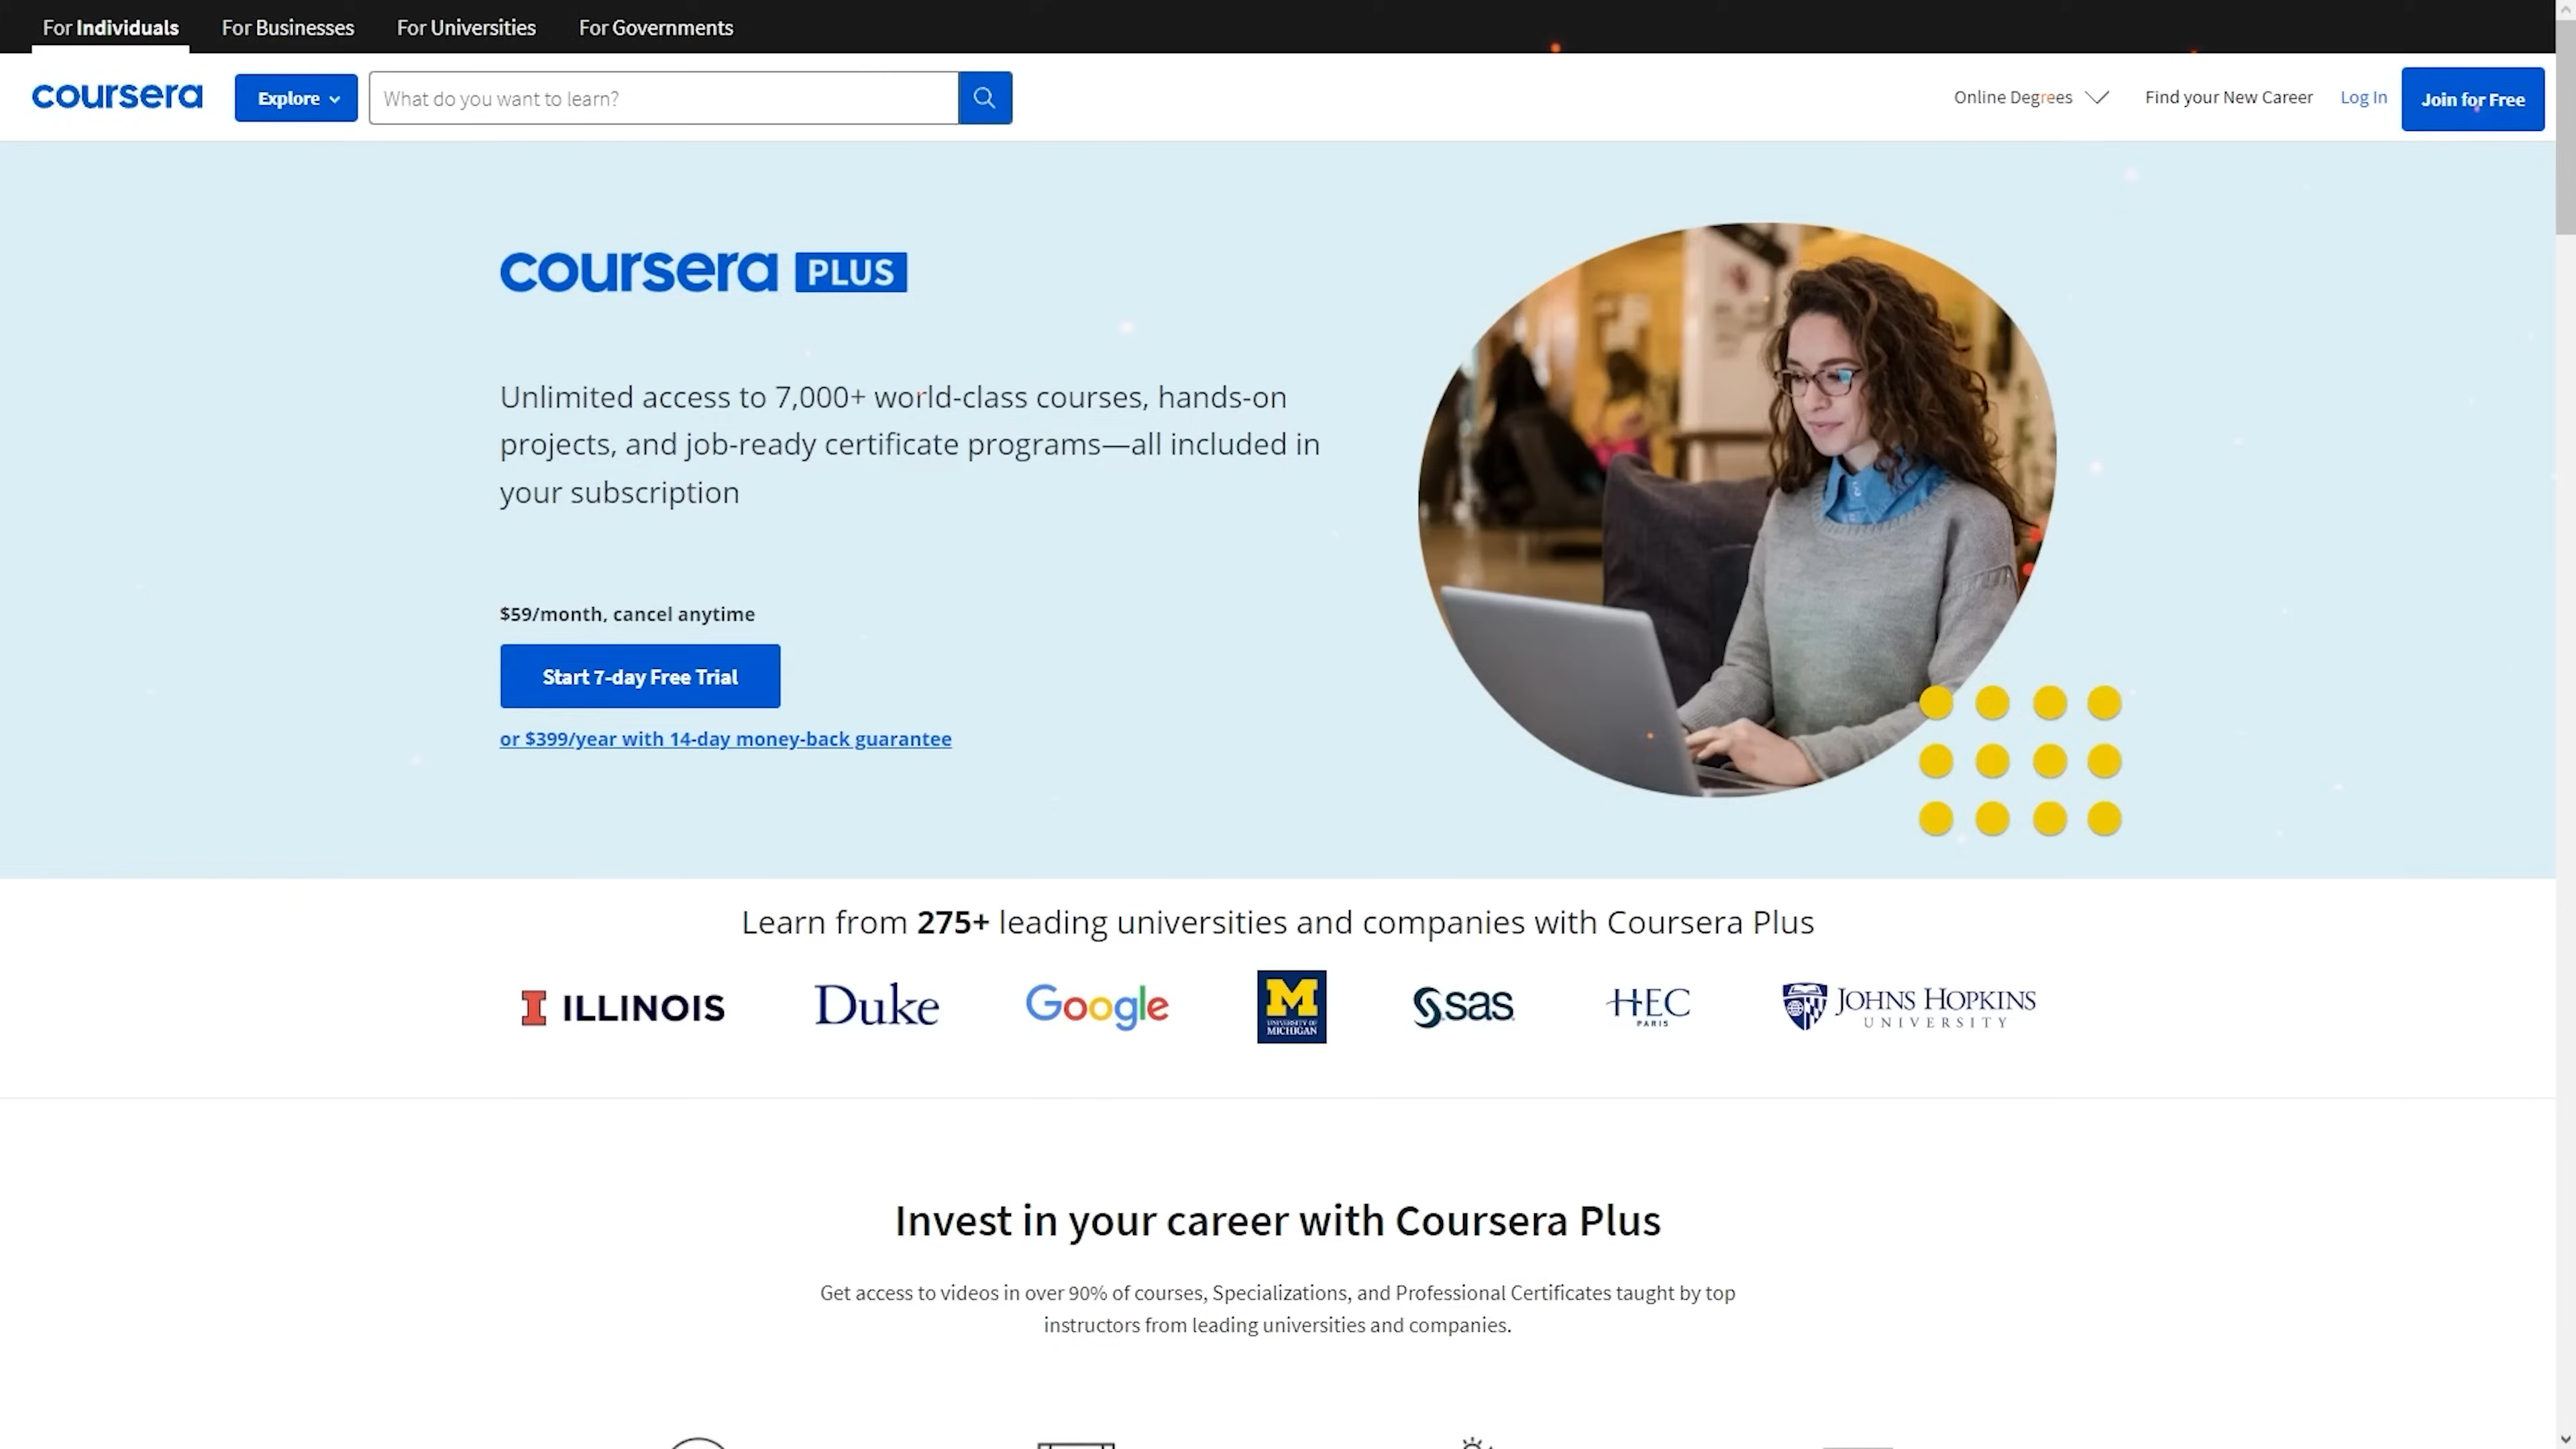 For Individuals For Businesses For Universities For Governments
coursera Explore What do you want to learn? Online Degrees Find your New Career Log In Join for Free
coursera PLUS
Unlimited access to 7,000+ world-class courses, hands-on
projects, and job-ready certificate programs—all included in
your subscription
$59/month, cancel anytime
Start 7-day Free Trial
or $399/year with 14-day money-back guarantee
Learn from 275+ leading universities and companies with Coursera Plus
I ILLINOIS Duke Google M UNIVERSITY OF MICHIGAN sas HEC PARIS JOHNS HOPKINS UNIVERSITY
Invest in your career with Coursera Plus
Get access to videos in over 90% of courses, Specializations, and Professional Certificates taught by top
instructors from leading universities and companies.